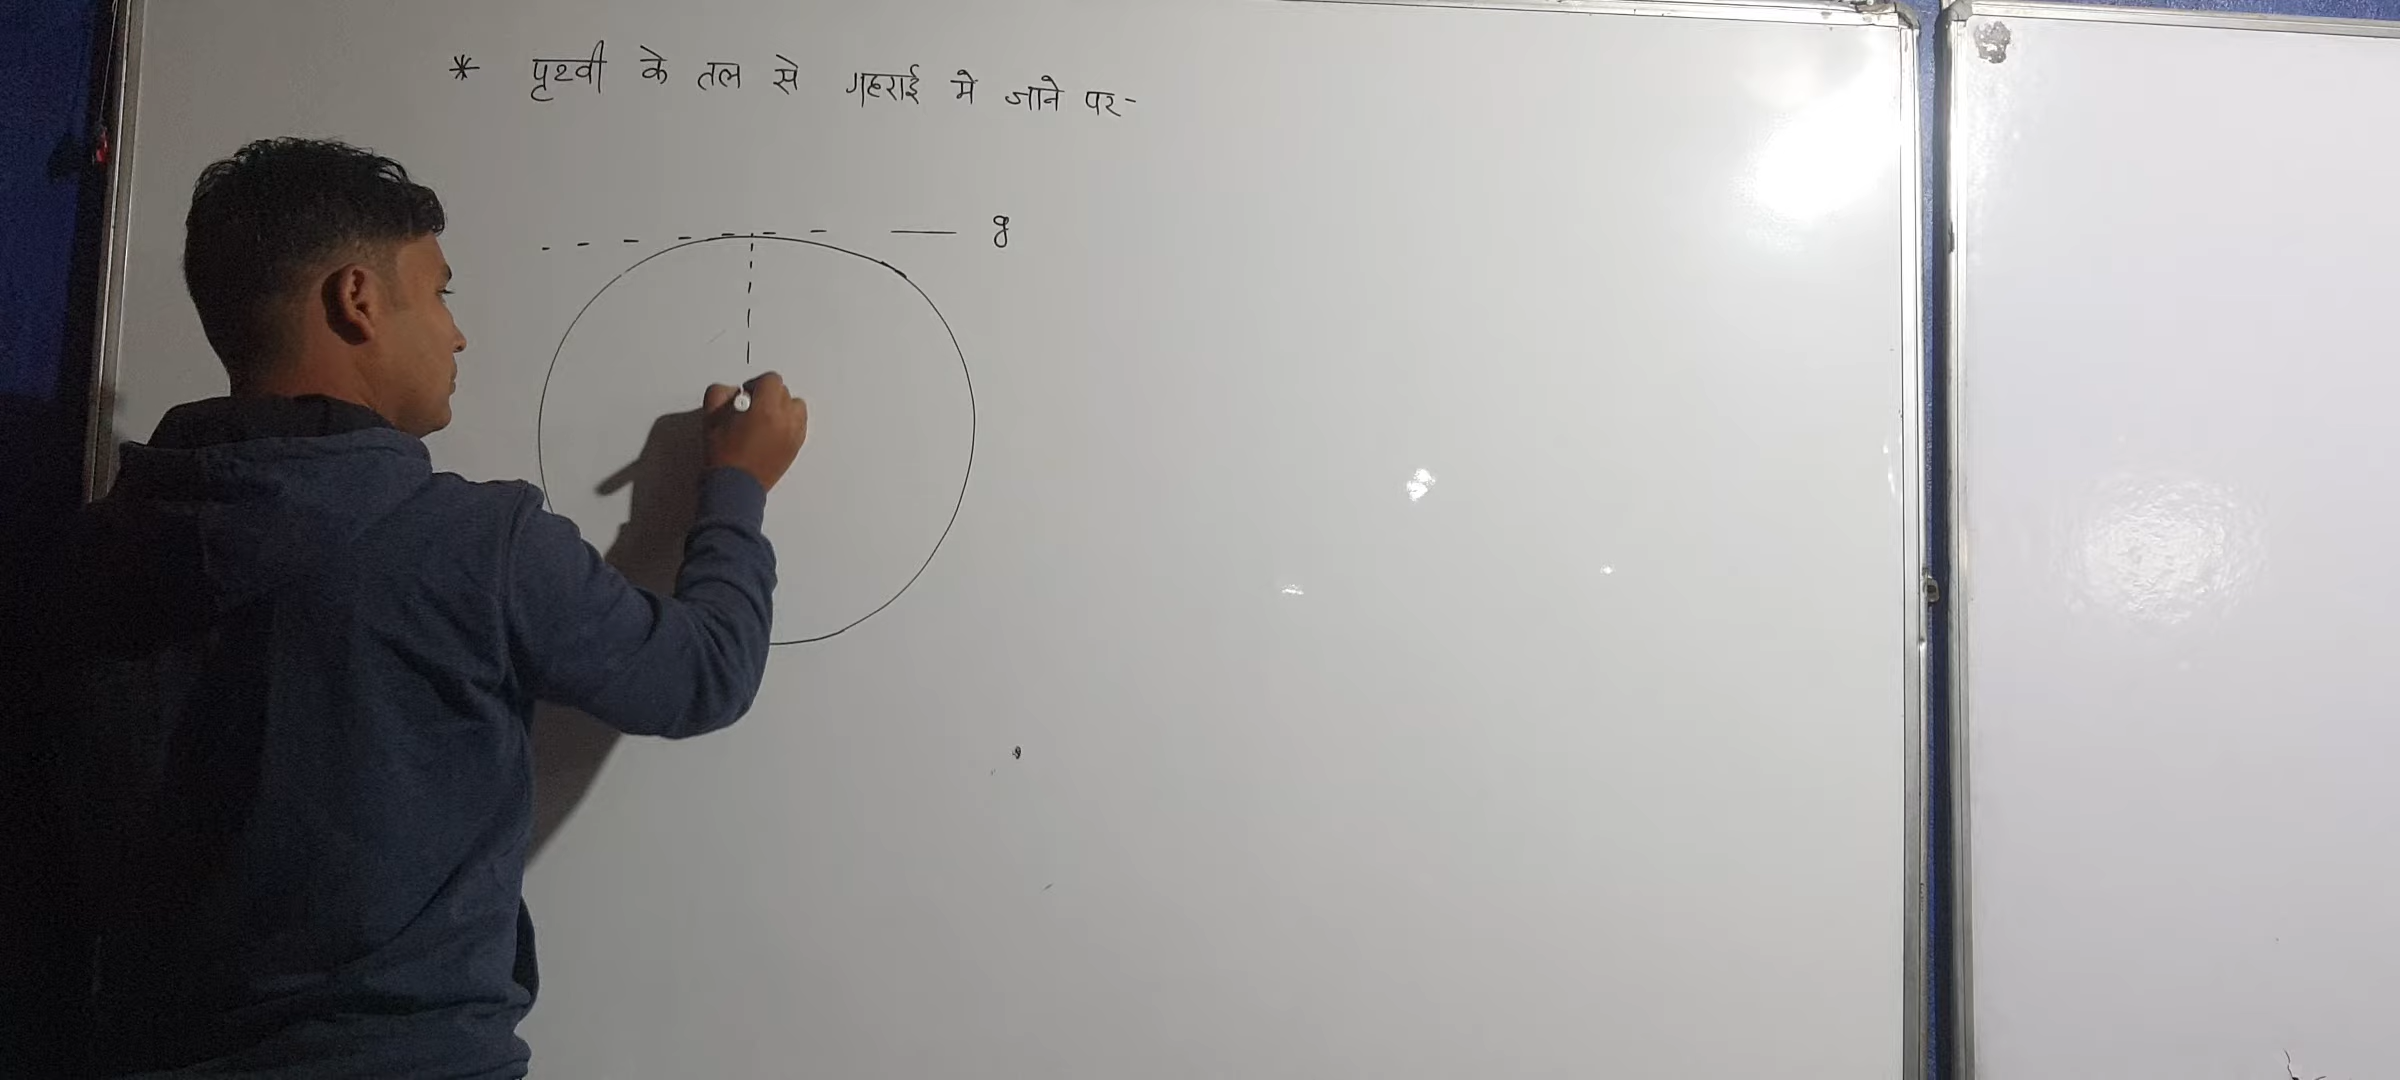 * पृथ्वी के तल से गहराई मे जाने पर-
g